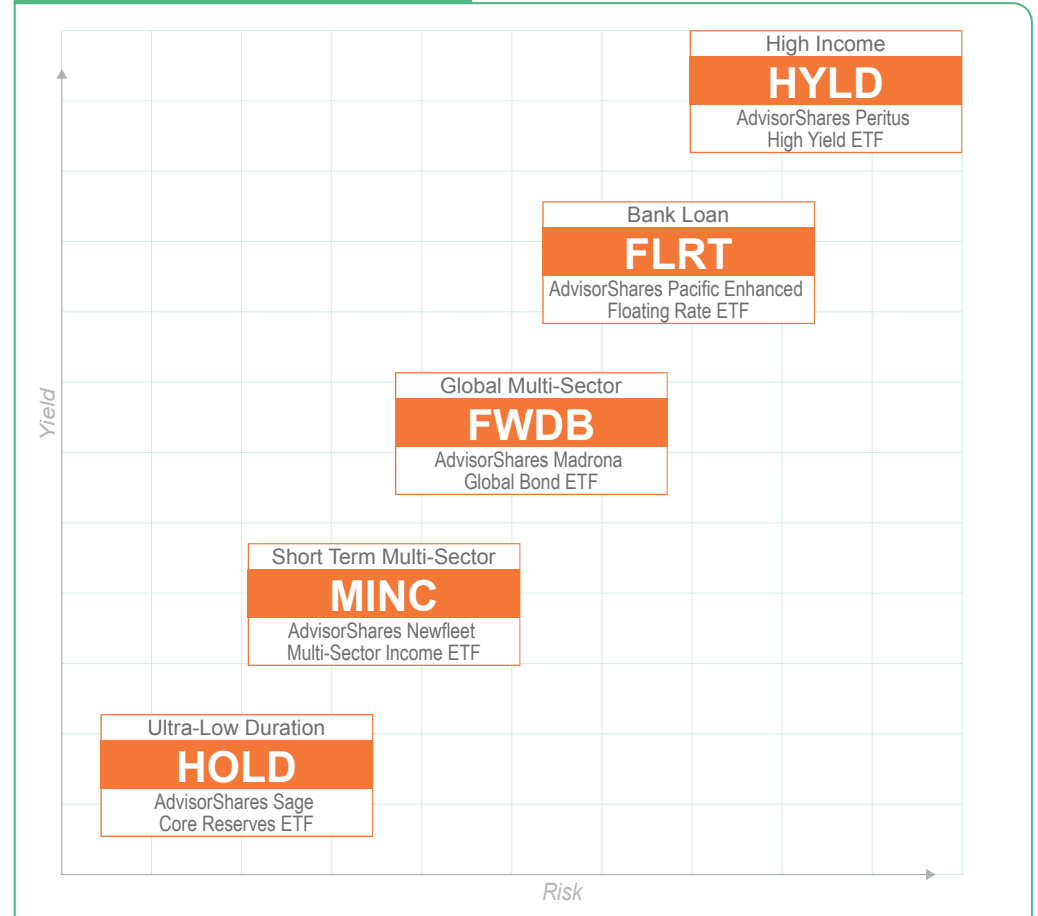 High Income
HYLD
AdvisorShares Peritus
High Yield ETF
Bank Loan
FLRT
AdvisorShares Pacific Enhanced
Floating Rate ETF
Global Multi-Sector
FWDB
AdvisorShares Madrona
Global Bond ETF
Yield
Short Term Multi-Sector
MINC
AdvisorShares Newfleet
Multi-Sector Income ETF
Ultra-Low Duration
HOLD
AdvisorShares Sage
Core Reserves ETF
Risk